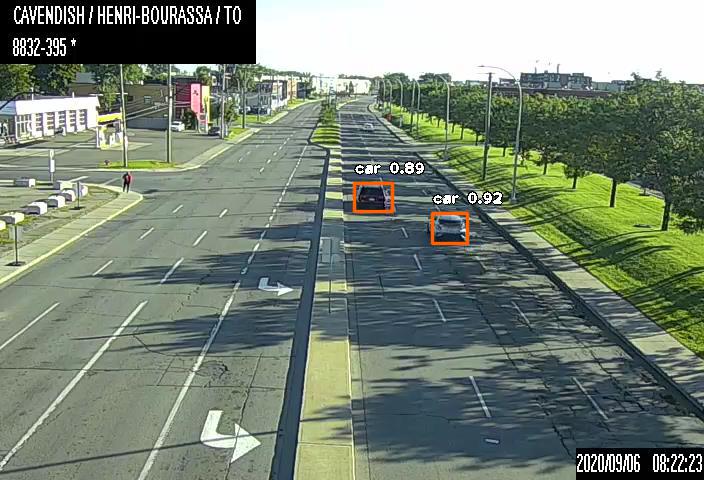 CAVENDISH / HENRI-BOURASSA / TO
8832-395 *
car 0.89
car 0.92
2020/09/06 08:22:23